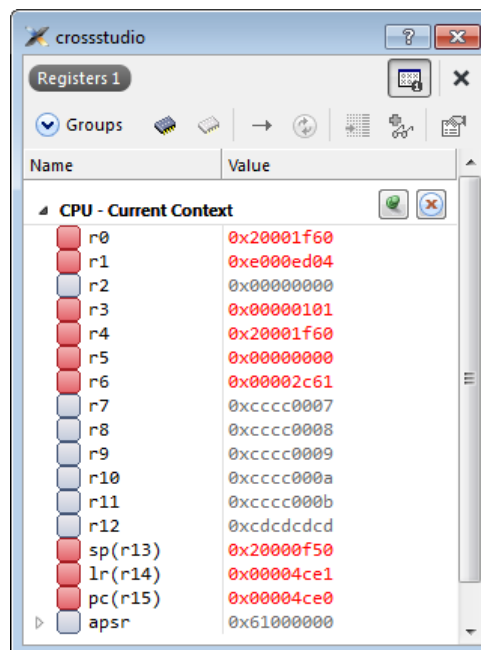 crossstudio
Registers 1
Groups
Name Value
CPU - Current Context
r0 0x20001f60
r1 0xe000ed04
r2 0x00000000
r3 0x00000101
r4 0x20001f60
r5 0x00000000
r6 0x00002c61
r7 0xcccc0007
r8 0xcccc0008
r9 0xcccc0009
r10 0xcccc000a
r11 0xcccc000b
r12 0xcdcdcdcd
sp(r13) 0x20000f50
lr(r14) 0x00004ce1
pc(r15) 0x00004ce0
apsr 0x61000000